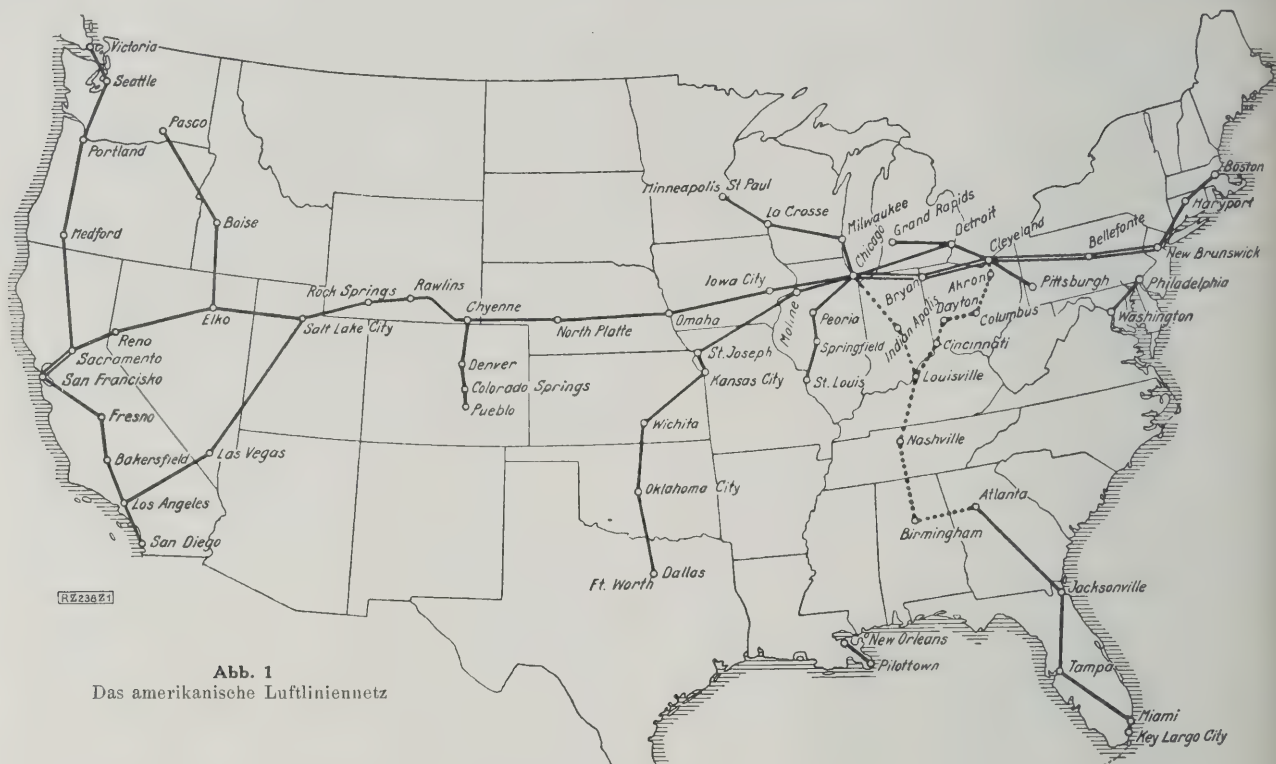 Victoria
Seattle
Pasco
Portland
Medford
Boise
Minneapolis St Paul
La Crosse
Milwaukee
Chicago
Grand Rapids
Detroit
Cleveland
Bellefonte
Boston
Haryport
New Brunswick
Iowa City
Bryan
Akron
Pittsburgh
Philadelphia
Rock Springs
Rawlins
Elko
Salt Lake City
Chyenne
North Platte
Omaha
Moline
Peoria
Indian Apolis
Dayton
Columbus
Washington
Reno
Sacramento
San Francisko
Denver
Colorado Springs
Pueblo
St. Joseph
Kansas City
Springfield
St. Louis
Cincinnati
Louisville
Fresno
Bakersfield
Las Vegas
Wichita
Nashville
Los Angeles
San Diego
Oklahoma City
Atlanta
Birmingham
Ft. Worth
Dallas
Jacksonville
New Orleans
Pilottown
Tampa
Miami
Key Largo City
RZ236Z1
Abb. 1
Das amerikanische Luftliniennetz